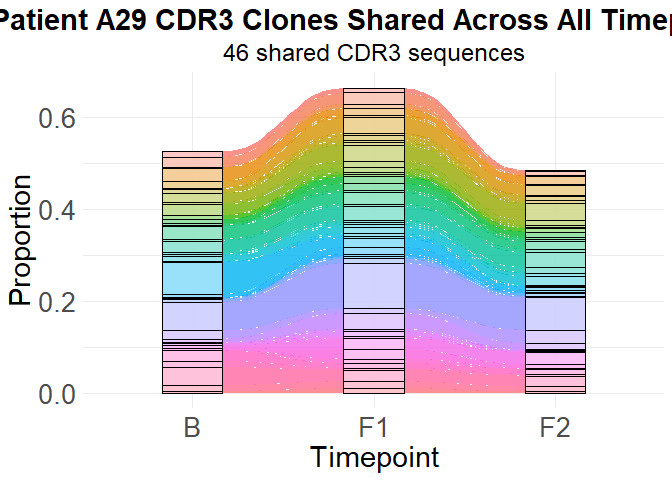 Patient A29 CDR3 Clones Shared Across All Timep
46 shared CDR3 sequences
Proportion
0.6
0.4
0.2
0.0
B F1 F2
Timepoint